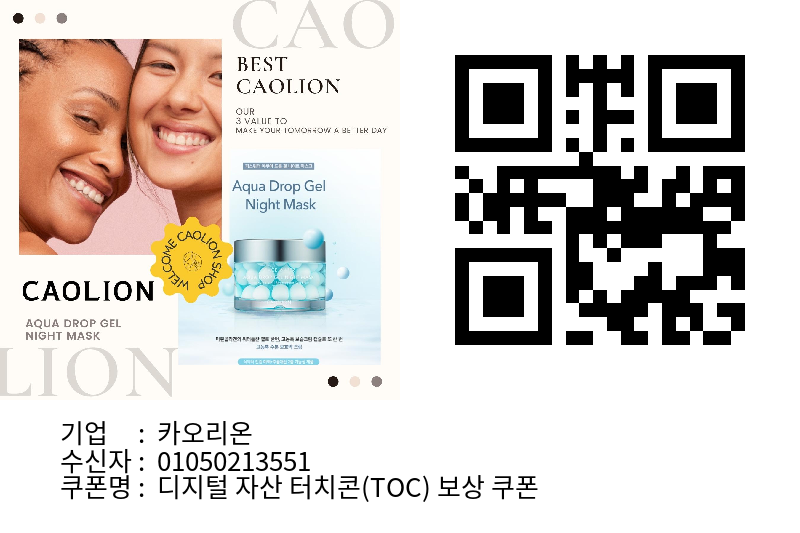 CAO
BEST
CAOLION
OUR
3 VALUE TO
MAKE YOUR TOMORROW A BETTER DAY
Aqua Drop Gel
Night Mask
WELCOME CAOLION SHOP
CAOLION
AQUA DROP GEL
NIGHT MASK
LION
기업 : 카오리온
수신자 : 01050213551
쿠폰명 : 디지털 자산 터치콘(TOC) 보상 쿠폰